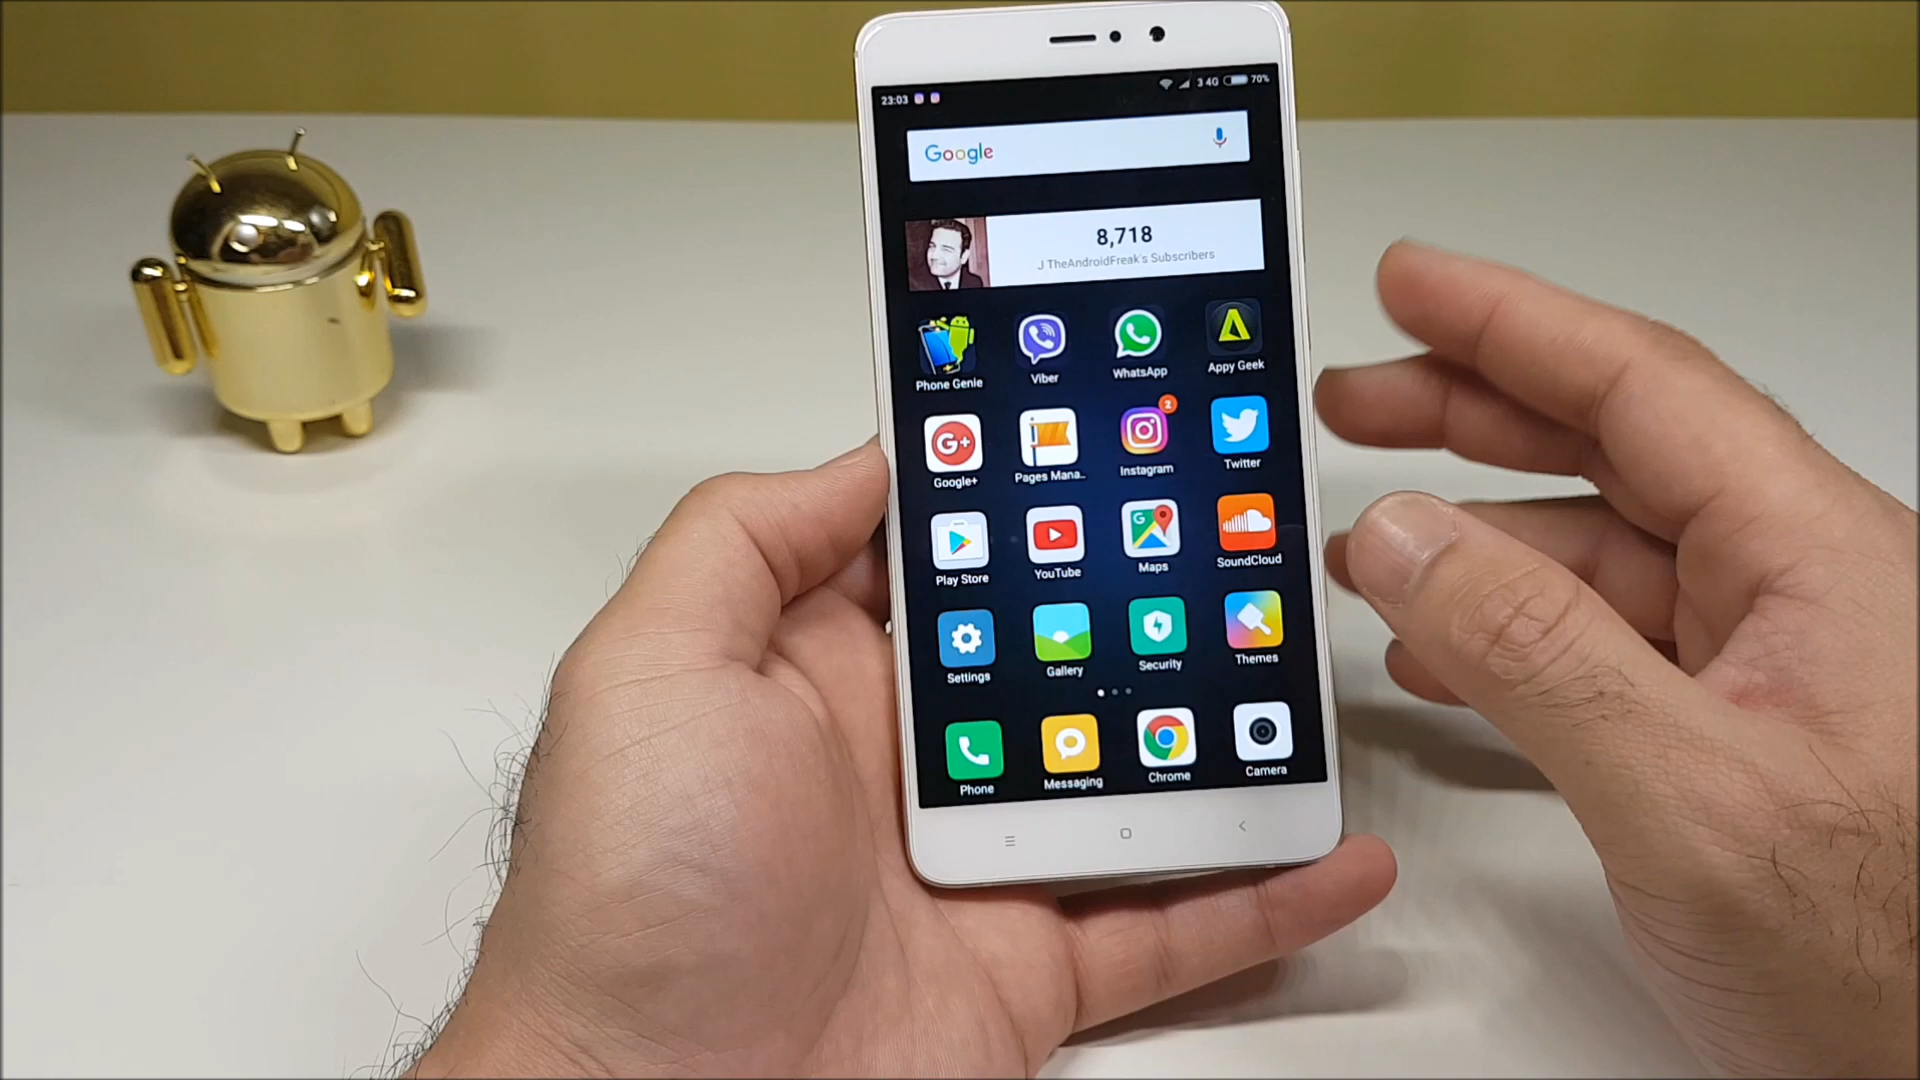 23:03
3 4G 70%
Google
8,718
J TheAndroidFreak's Subscribers
Phone Genie
Viber
WhatsApp
Appy Geek
G+
Google+
Pages Mana..
2
Instagram
Twitter
Play Store
YouTube
G
Maps
SoundCloud
Settings
Gallery
Security
Themes
Phone
Messaging
Chrome
Camera